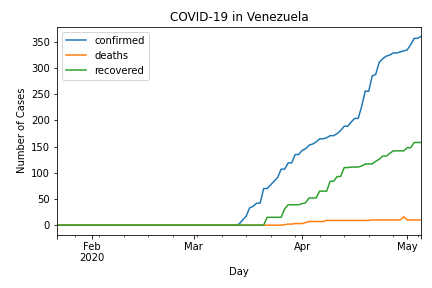 COVID-19 in Venezuela
confirmed
deaths
recovered
Number of Cases
350
300
250
200
150
100
50
0
Feb
2020
Mar
Apr
May
Day